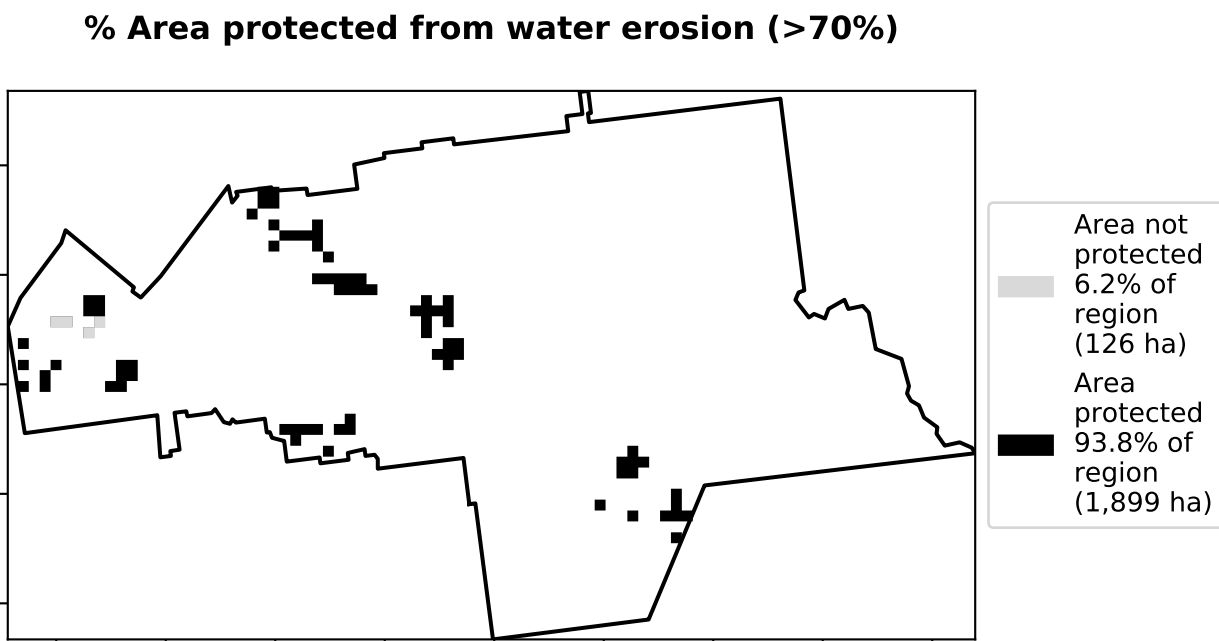 % Area protected from water erosion (>70%)
Area not
protected
6.2% of
region
(126 ha)
Area
protected
93.8% of
region
(1,899 ha)